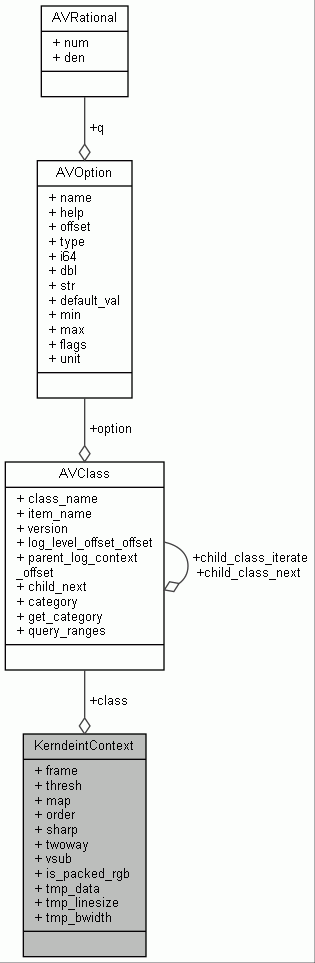 AVRational
+ num
+ den
+q
AVOption
+ name
+ help
+ offset
+ type
+ i64
+ dbl
+ str
+ default_val
+ min
+ max
+ flags
+ unit
+option
AVClass
+ class_name
+ item_name
+ version
+ log_level_offset_offset
+ parent_log_context
_offset
+ child_next
+ category
+ get_category
+ query_ranges
+child_class_iterate
+child_class_next
+class
KerndeintContext
+ frame
+ thresh
+ map
+ order
+ sharp
+ twoway
+ vsub
+ is_packed_rgb
+ tmp_data
+ tmp_linesize
+ tmp_bwidth